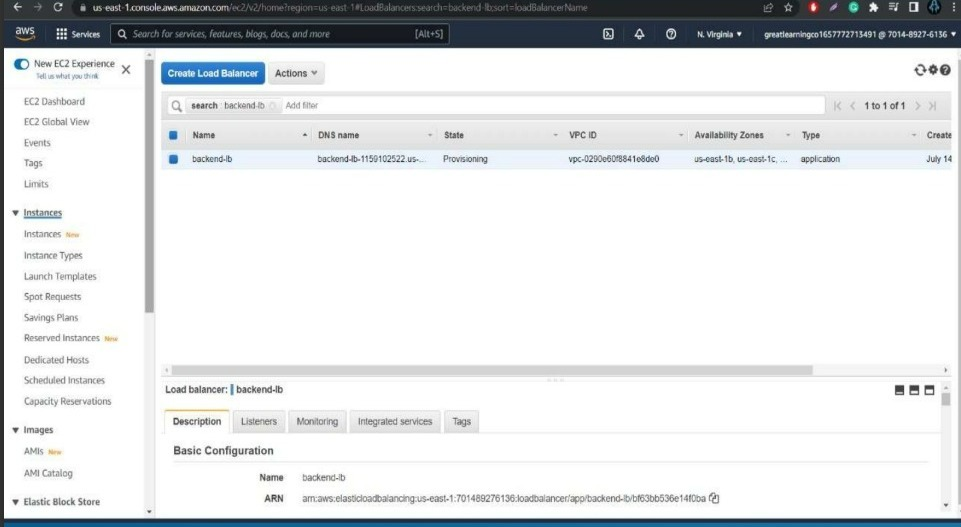 us-east-1.console.aws.amazon.com/ec2/v2/home?region=us-east-1#LoadBalancers:search=backend-lb;sort=loadBalancerName
aws Services Search for services, features, blogs, docs, and more [Alt+S] N. Virginia greatlearningco1657772713491 @ 7014-8927-6136
New EC2 Experience
Tell us what you think
EC2 Dashboard
EC2 Global View
Events
Tags
Limits
Instances
Instances New
Instance Types
Launch Templates
Spot Requests
Savings Plans
Reserved Instances New
Dedicated Hosts
Scheduled Instances
Capacity Reservations
Images
AMIs New
AMI Catalog
Elastic Block Store
Create Load Balancer Actions
search : backend-lb Add filter 1 to 1 of 1
Name DNS name State VPC ID Availability Zones Type Create
backend-lb backend-lb-1159102522.us-... Provisioning vpc-0290e60f8841e8de0 us-east-1b, us-east-1c, ... application July 14
Load balancer: backend-lb
Description Listeners Monitoring Integrated services Tags
Basic Configuration
Name backend-lb
ARN arn:aws:elasticloadbalancing:us-east-1:701489276136:loadbalancer/app/backend-lb/bf63bb536e14f0ba